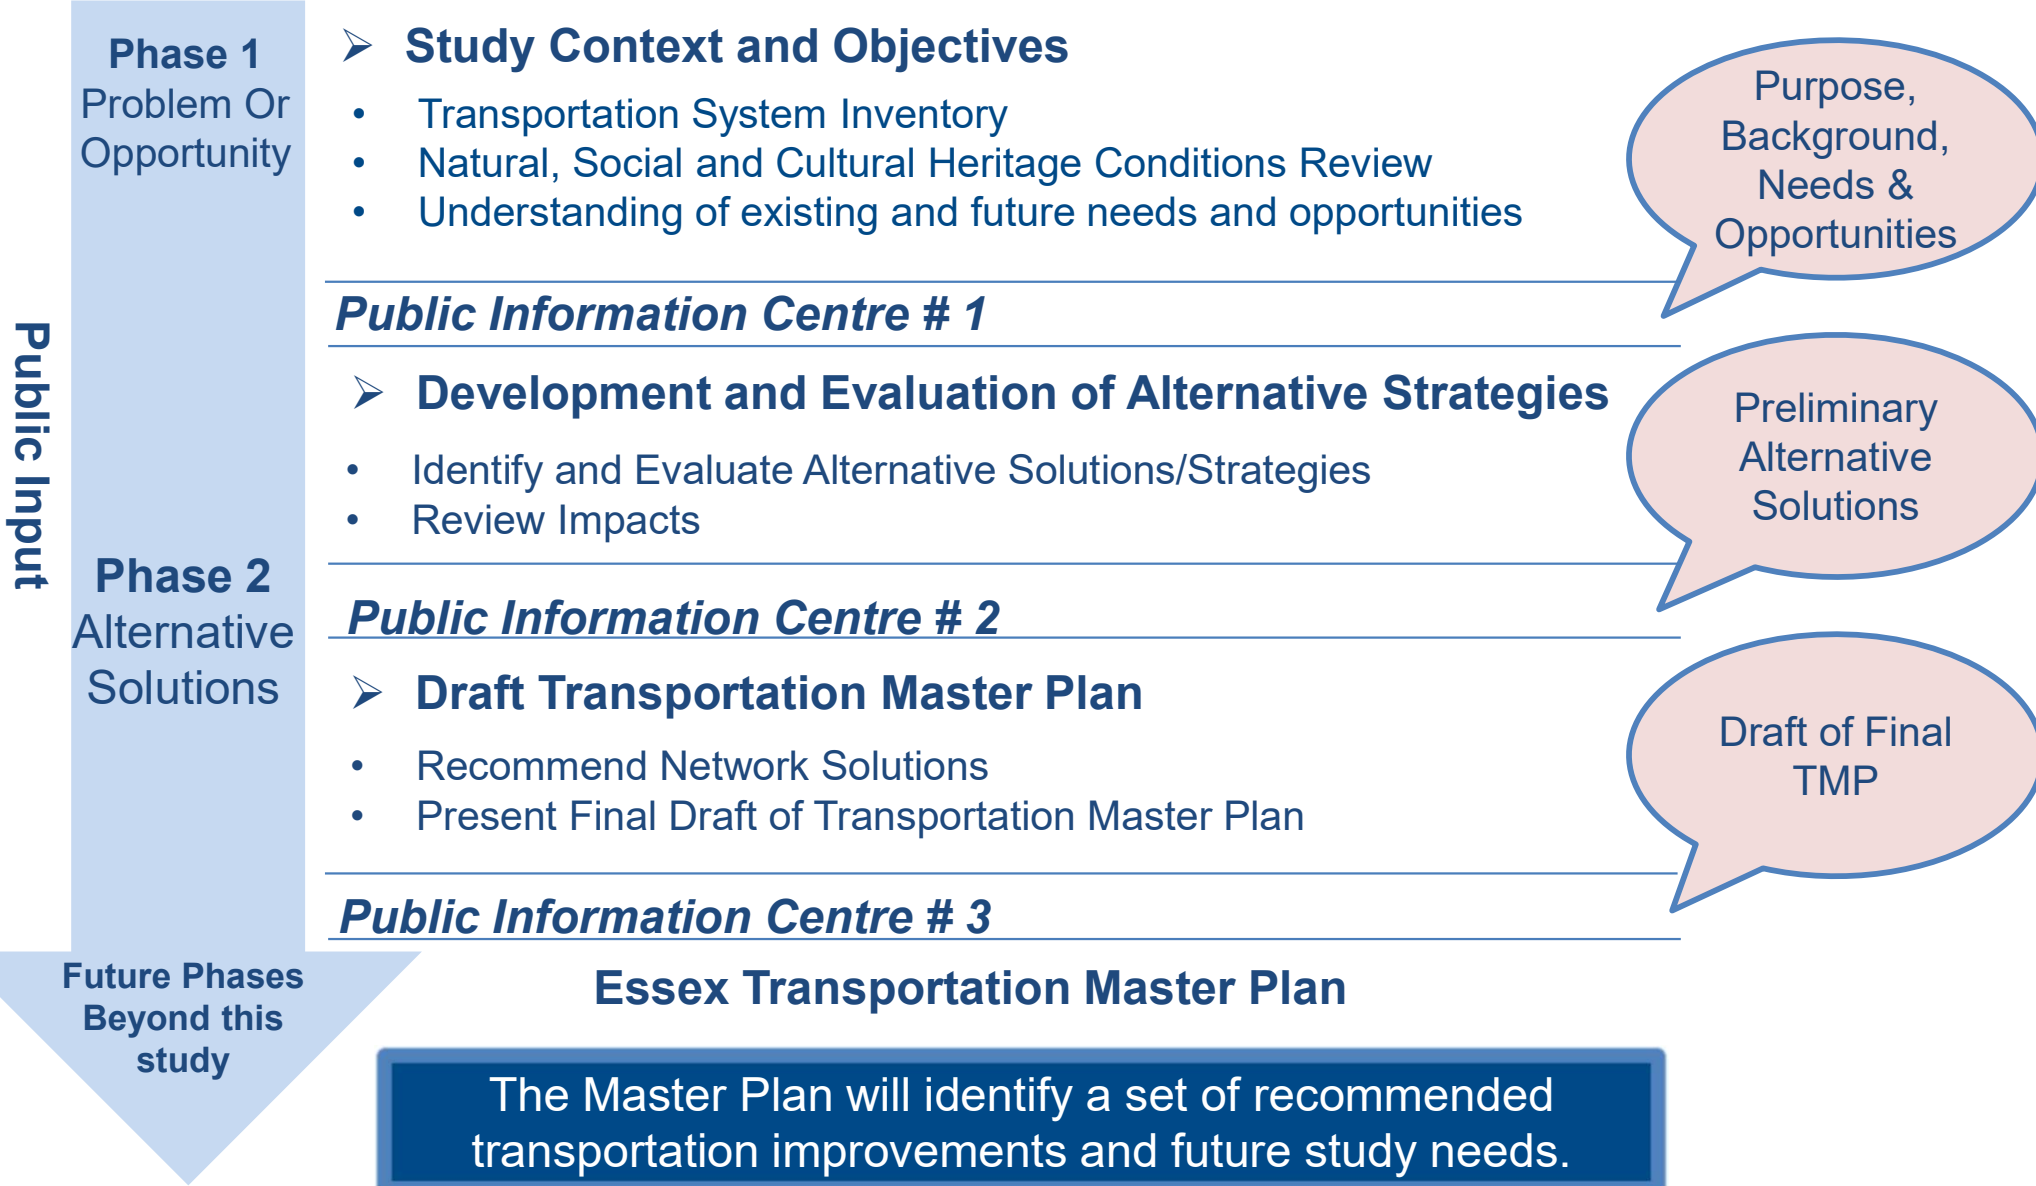 Public Input
Phase 1
Problem Or
Opportunity
Phase 2
Alternative
Solutions
Future Phases
Beyond this
study
➢ Study Context and Objectives
• Transportation System Inventory
• Natural, Social and Cultural Heritage Conditions Review
• Understanding of existing and future needs and opportunities
Purpose,
Background,
Needs &
Opportunities
Public Information Centre # 1
➢ Development and Evaluation of Alternative Strategies
• Identify and Evaluate Alternative Solutions/Strategies
• Review Impacts
Preliminary
Alternative
Solutions
Public Information Centre # 2
➢ Draft Transportation Master Plan
• Recommend Network Solutions
• Present Final Draft of Transportation Master Plan
Draft of Final
TMP
Public Information Centre # 3
Essex Transportation Master Plan
The Master Plan will identify a set of recommended
transportation improvements and future study needs.